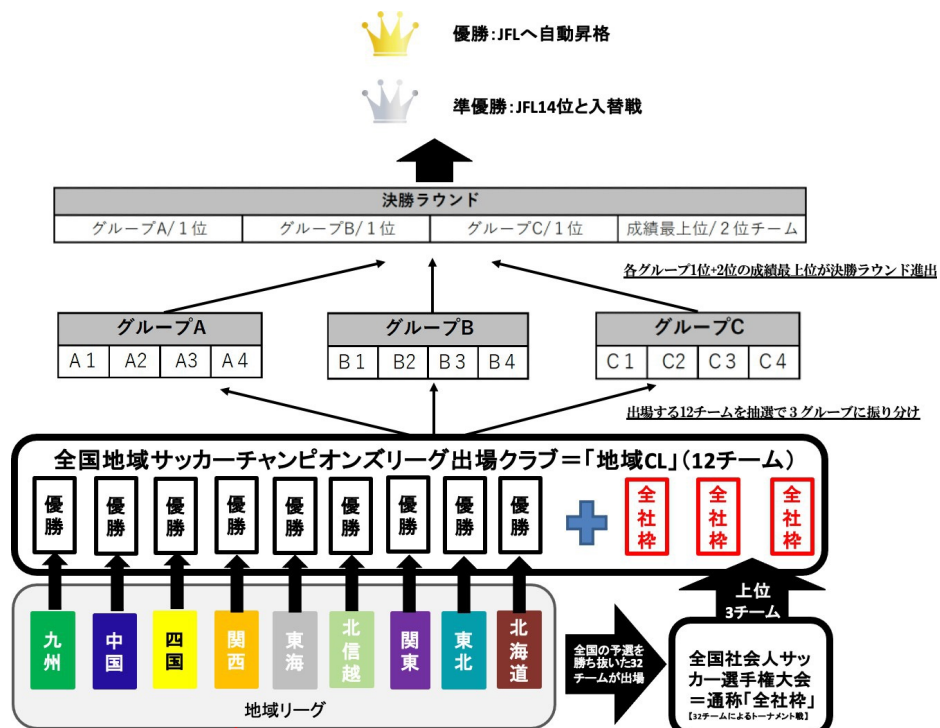 優勝:JFLへ自動昇格
準優勝:JFL14位と入替戦
決勝ラウンド
グループA/1位 グループB/1位 グループC/1位 成績最上位/2位チーム
各グループ1位+2位の成績最上位が決勝ラウンド進出
グループA グループB グループC
A1 A2 A3 A4 B1 B2 B3 B4 C1 C2 C3 C4
出場する12チームを抽選で3グループに振り分け
全国地域サッカーチャンピオンズリーグ出場クラブ=「地域CL」(12チーム)
優勝 優勝 優勝 優勝 優勝 優勝 優勝 優勝 優勝 全社枠 全社枠 全社枠
上位
3チーム
九州 中国 四国 関西 東海 北信越 関東 東北 北海道
地域リーグ
全国の予選を
勝ち抜いた32
チームが出場
全国社会人サッ
カー選手権大会
=通称「全社枠」
【32チームによるトーナメント戦】